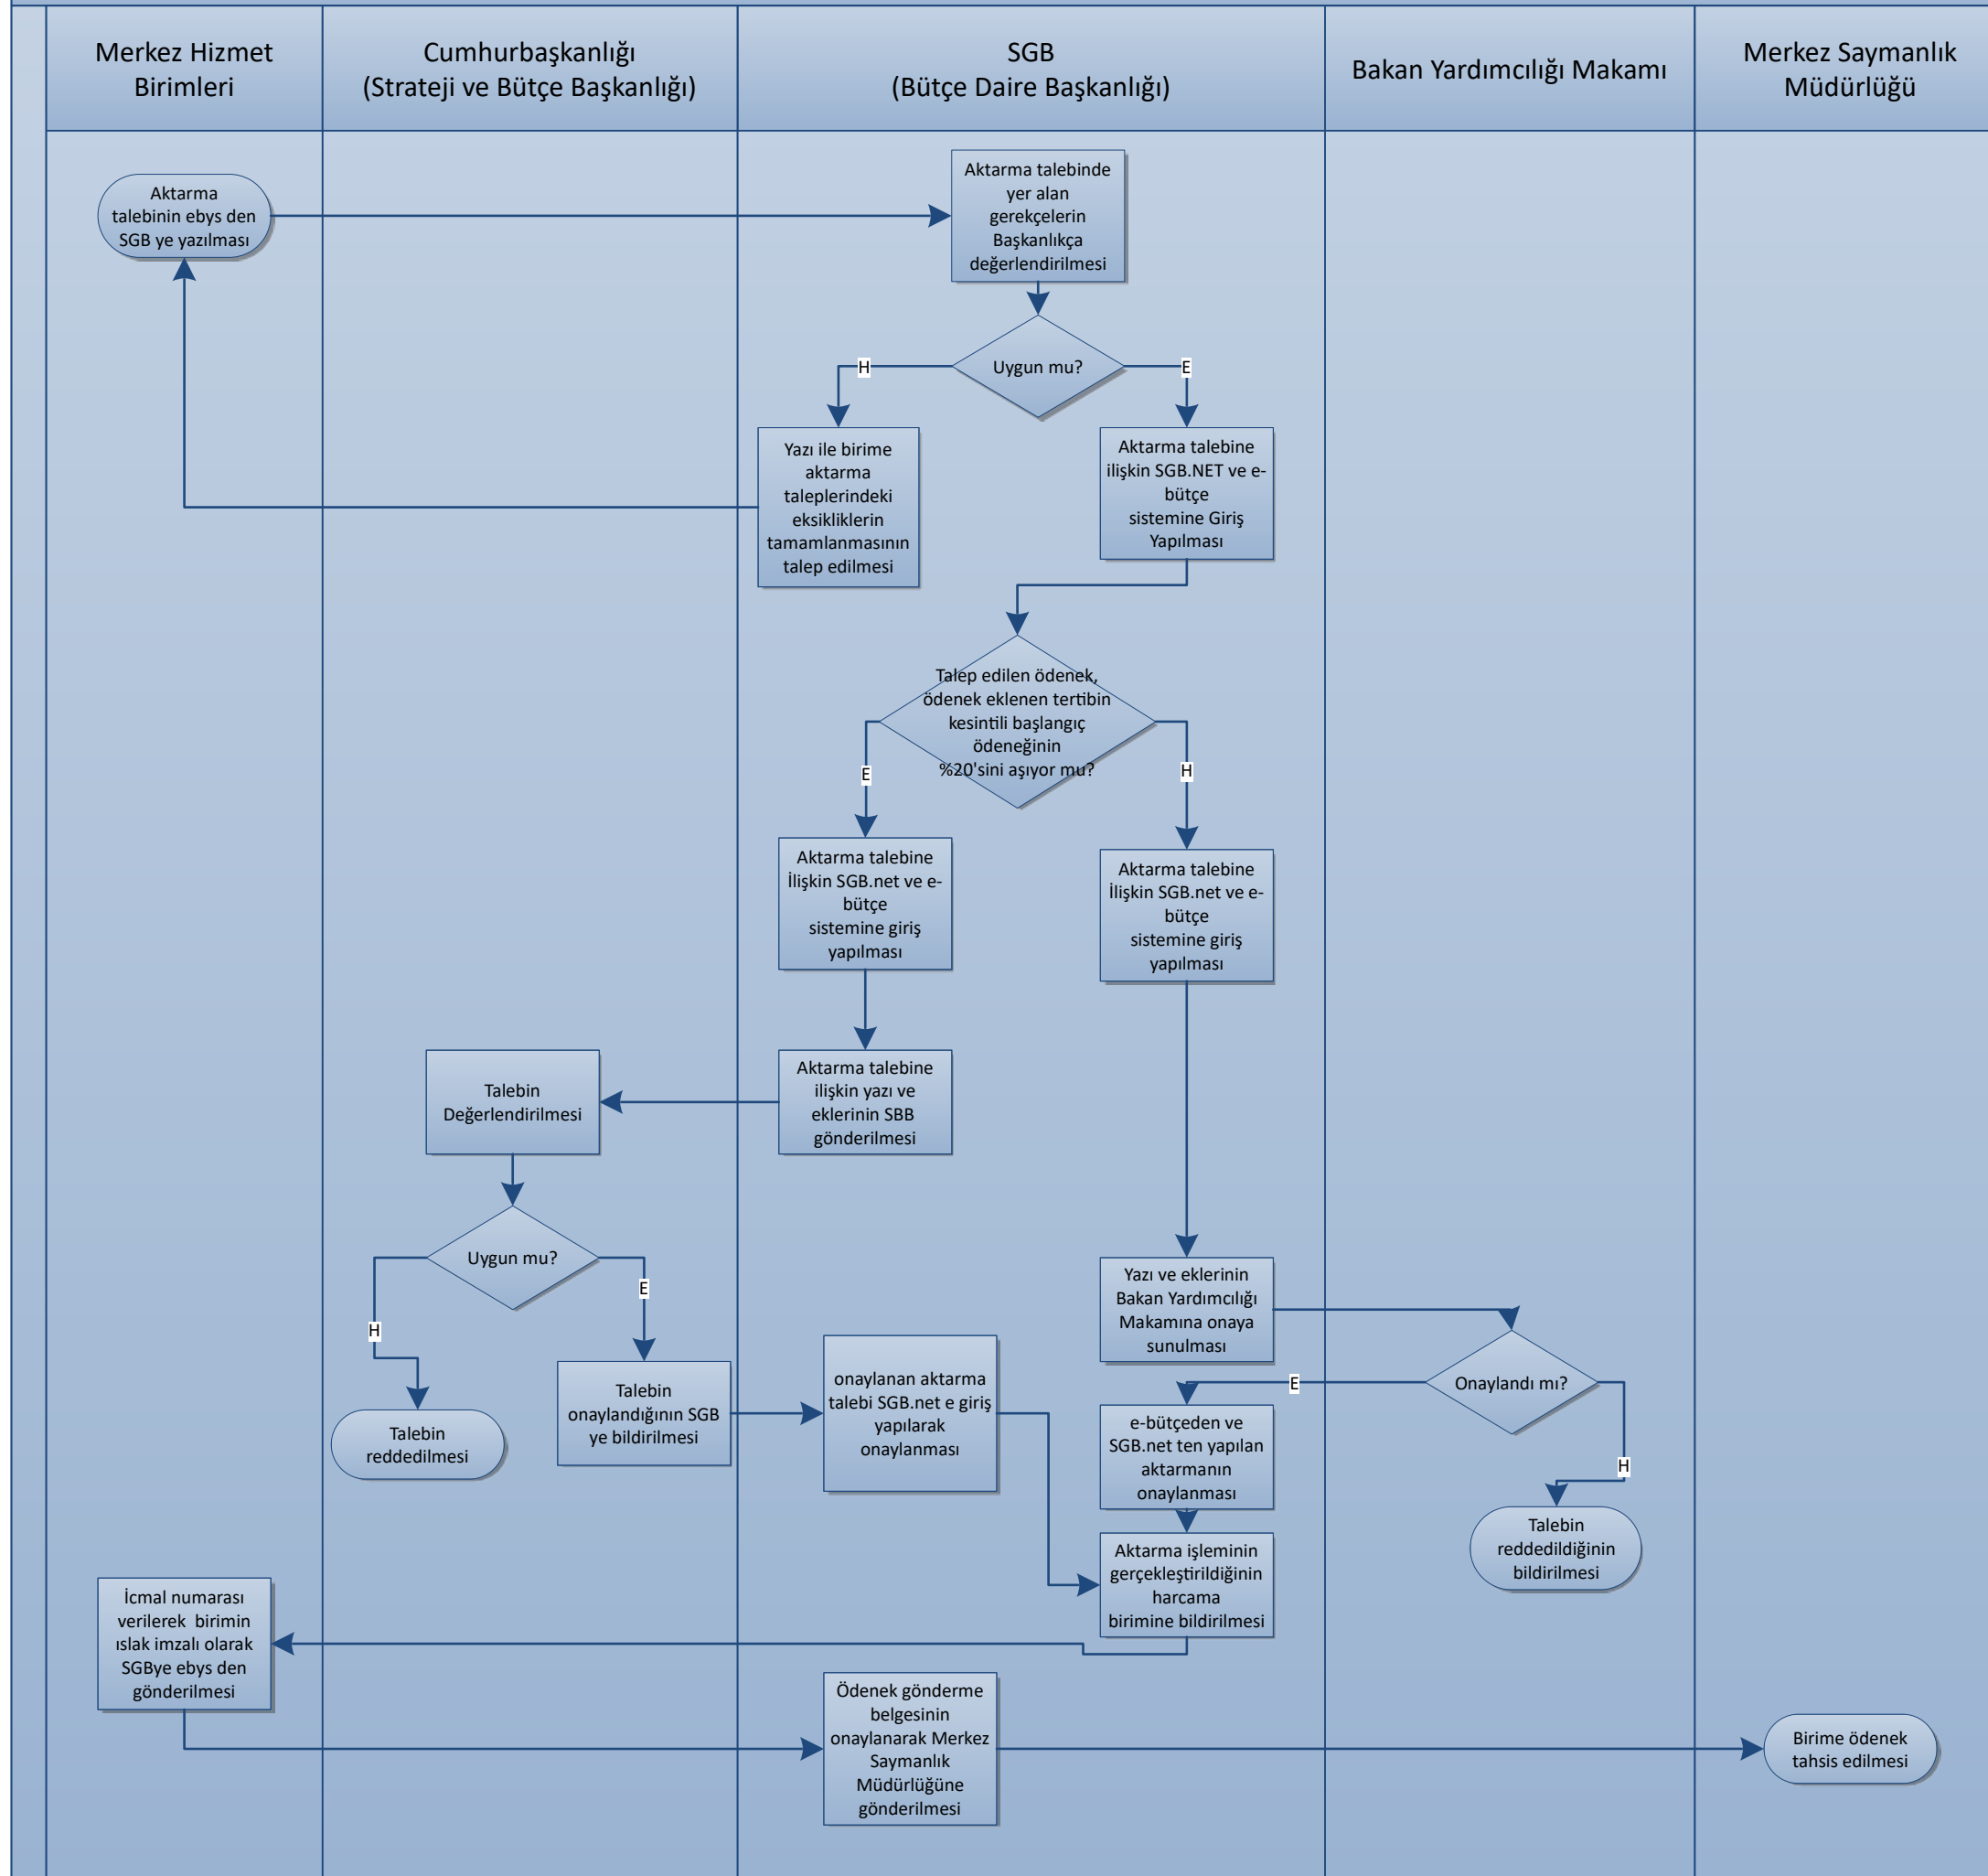 Merkez Hizmet
Birimleri
Cumhurbaşkanlığı
(Strateji ve Bütçe Başkanlığı)
SGB
(Bütçe Daire Başkanlığı)
Bakan Yardımcılığı Makamı
Merkez Saymanlık
Müdürlüğü
Aktarma
talebinin ebys den
SGB ye yazılması
Aktarma talebinde
yer alan
gerekçelerin
Başkanlıkça
değerlendirilmesi
Uygun mu?
H
E
Yazı ile birime
aktarma
taleplerindeki
eksikliklerin
tamamlanmasının
talep edilmesi
Aktarma talebine
ilişkin SGB.NET ve e-
bütçe
sistemine Giriş
Yapılması
Talep edilen ödenek,
ödenek eklenen tertibin
kesintili başlangıç
ödeneğinin
%20'sini aşıyor mu?
E
H
Aktarma talebine
İlişkin SGB.net ve e-
bütçe
sistemine giriş
yapılması
Aktarma talebine
İlişkin SGB.net ve e-
bütçe
sistemine giriş
yapılması
Talebin
Değerlendirilmesi
Aktarma talebine
ilişkin yazı ve
eklerinin SBB
gönderilmesi
Uygun mu?
H
E
Yazı ve eklerinin
Bakan Yardımcılığı
Makamına onaya
sunulması
Talebin
reddedilmesi
Talebin
onaylandığının SGB
ye bildirilmesi
onaylanan aktarma
talebi SGB.net e giriş
yapılarak
onaylanması
E
Onaylandı mı?
H
e-bütçeden ve
SGB.net ten yapılan
aktarmanın
onaylanması
Talebin
reddedildiğinin
bildirilmesi
Aktarma işleminin
gerçekleştirildiğinin
harcama
birimine bildirilmesi
İcmal numarası
verilerek  birimin
ıslak imzalı olarak
SGBye ebys den
gönderilmesi
Ödenek gönderme
belgesinin
onaylanarak Merkez
Saymanlık
Müdürlüğüne
gönderilmesi
Birime ödenek
tahsis edilmesi